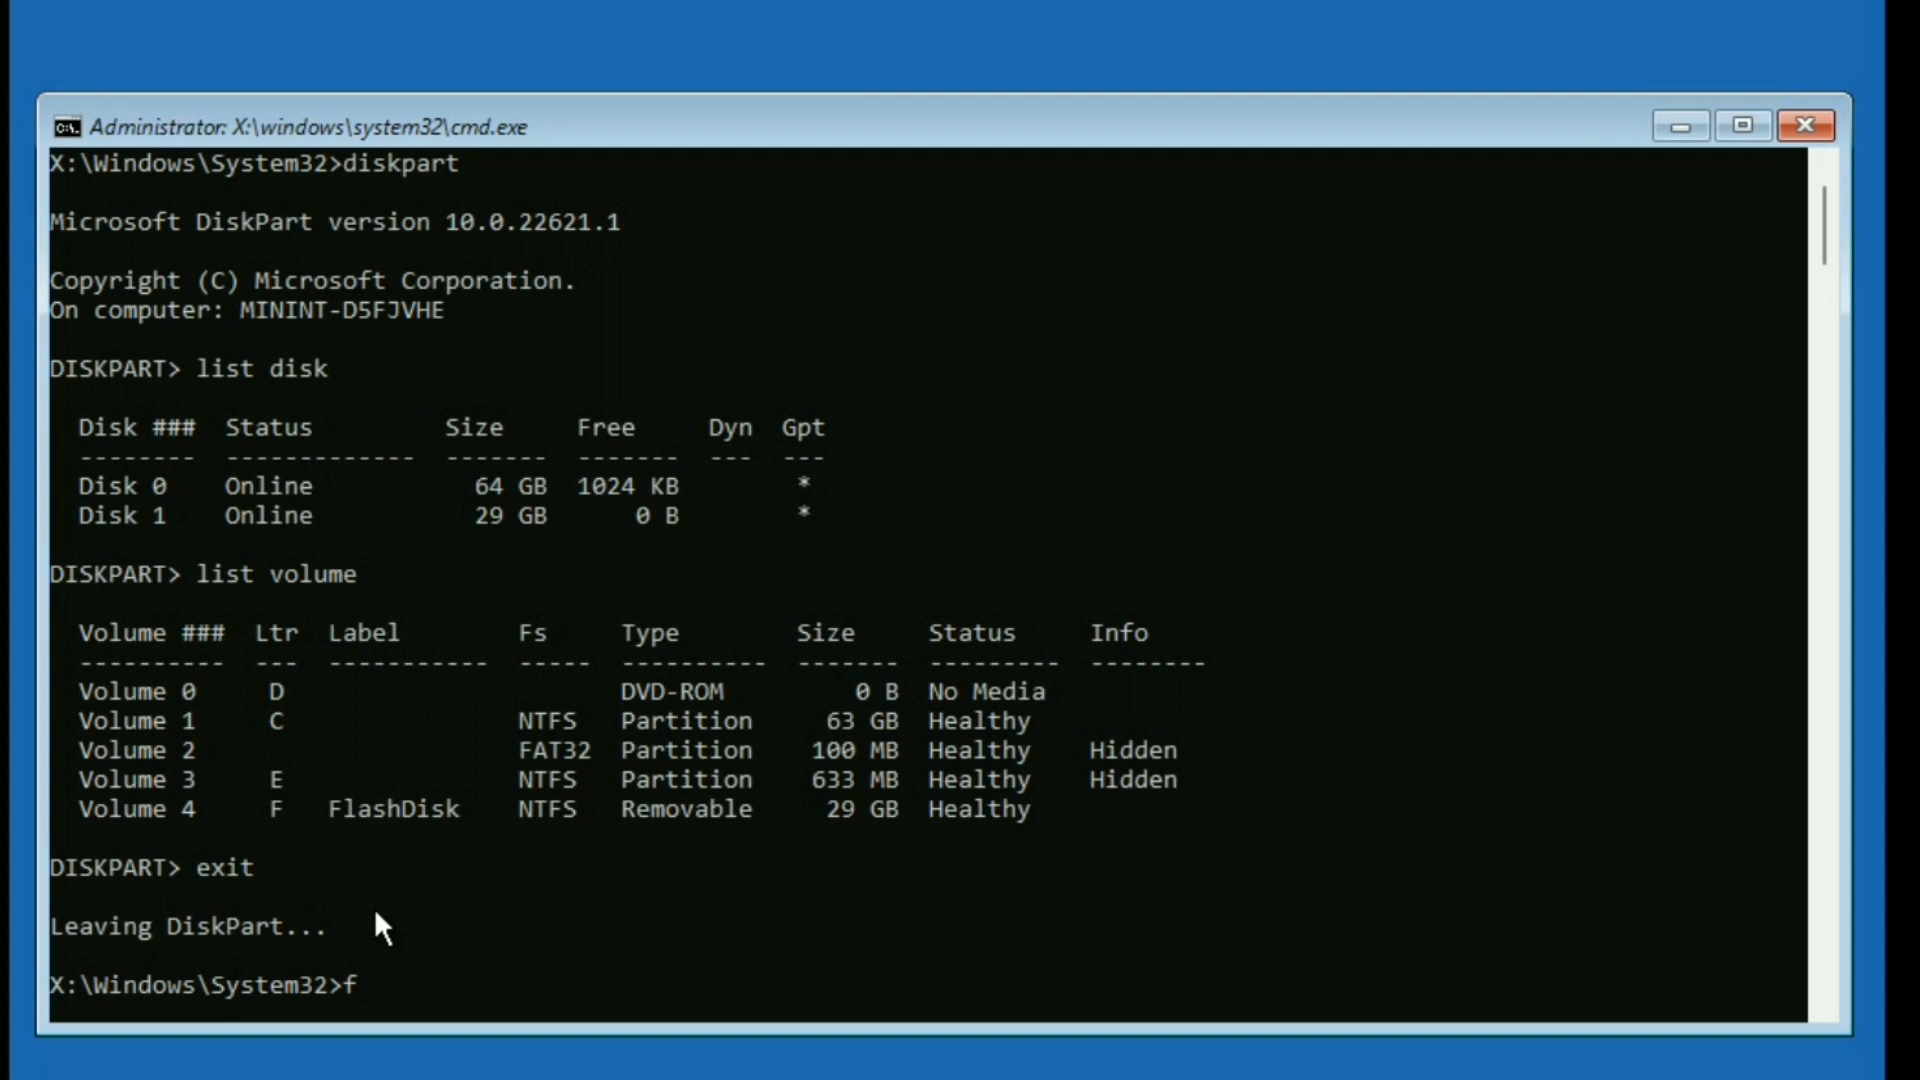 Administrator: X:\windows\system32\cmd.exe
X:\Windows\System32>diskpart
Microsoft DiskPart version 10.0.22621.1
Copyright (C) Microsoft Corporation.
On computer: MININT-D5FJVHE
DISKPART> list disk
  Disk ###  Status         Size     Free     Dyn  Gpt
  --------  -------------  -------  -------  ---  ---
  Disk 0    Online           64 GB  1024 KB        *
  Disk 1    Online           29 GB      0 B        *
DISKPART> list volume
  Volume ###  Ltr  Label        Fs     Type        Size     Status     Info
  ----------  ---  -----------  -----  ----------  -------  ---------  --------
  Volume 0     D                       DVD-ROM         0 B  No Media
  Volume 1     C                NTFS   Partition     63 GB  Healthy
  Volume 2                      FAT32  Partition    100 MB  Healthy    Hidden
  Volume 3     E                NTFS   Partition    633 MB  Healthy    Hidden
  Volume 4     F   FlashDisk    NTFS   Removable     29 GB  Healthy
DISKPART> exit
Leaving DiskPart...
X:\Windows\System32>f